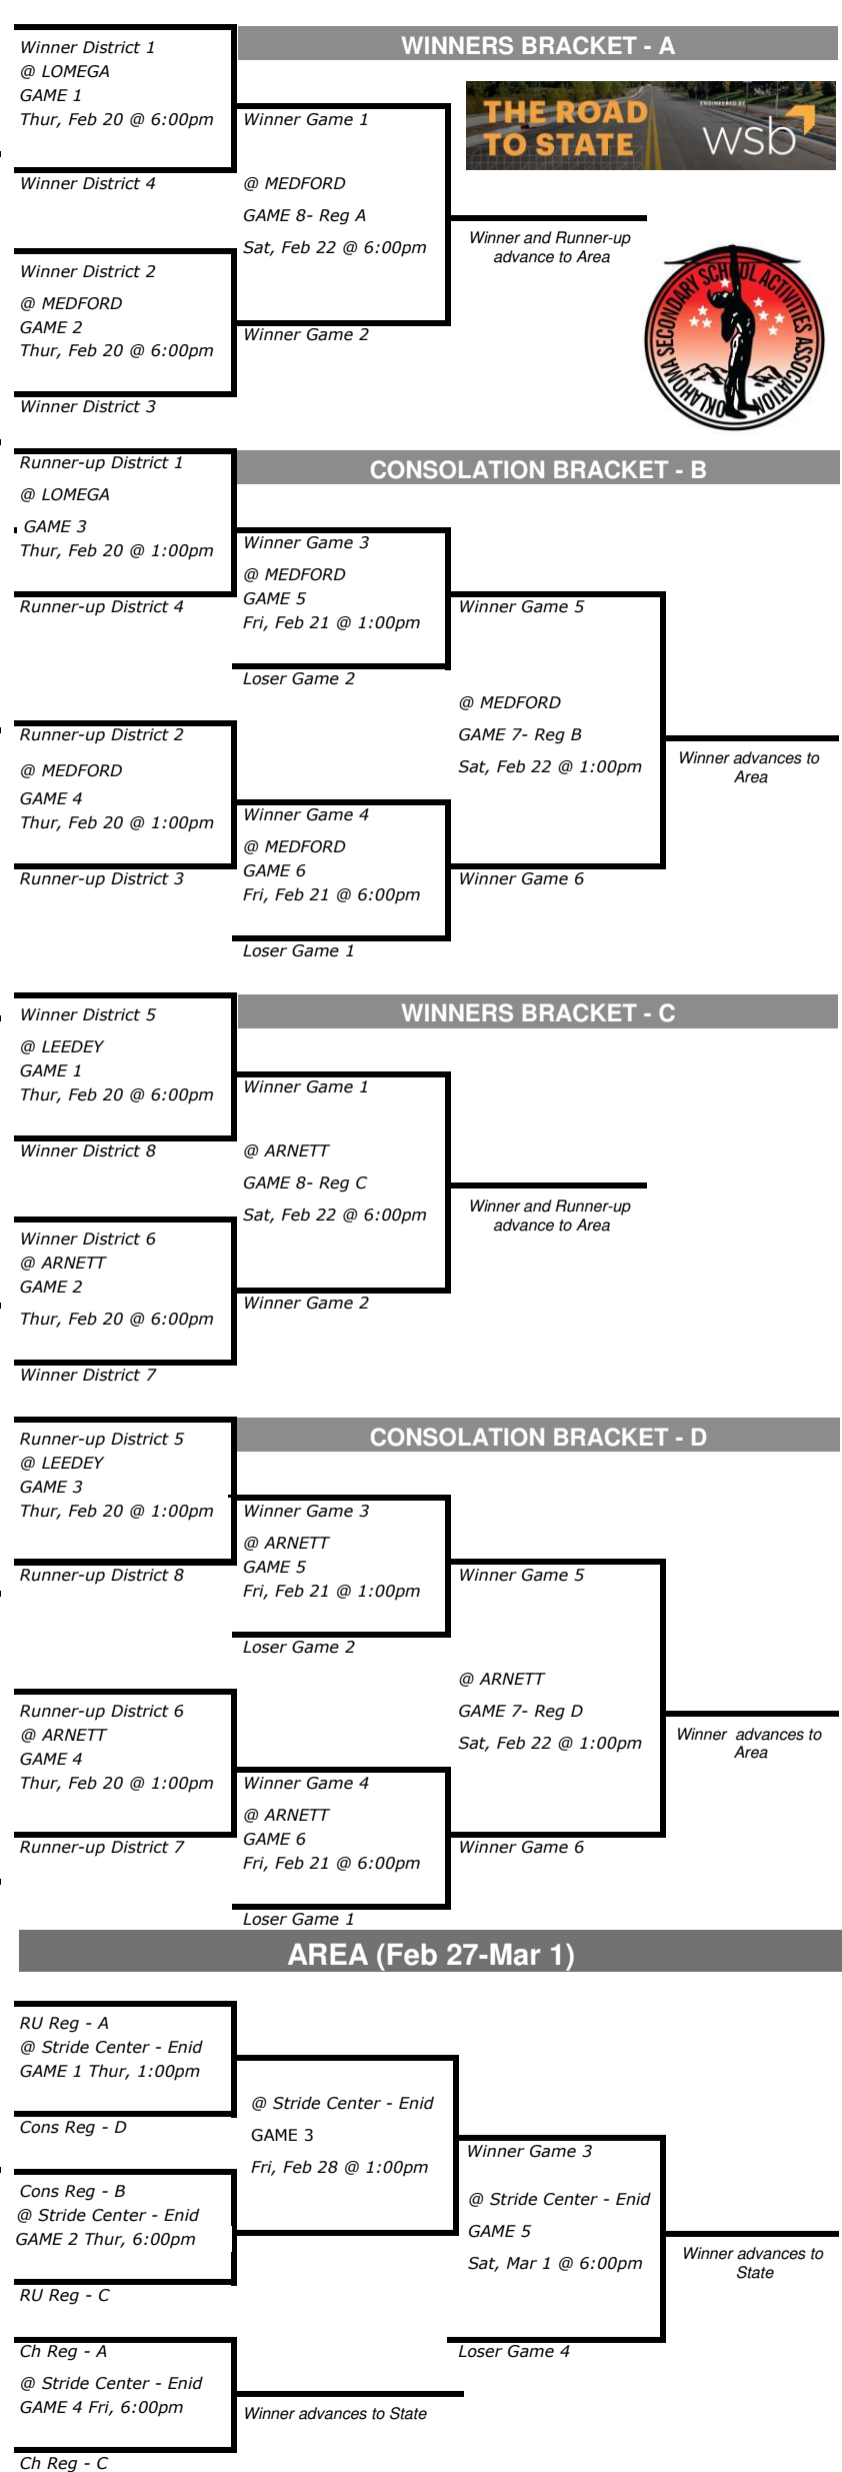 Winner District 1
@ LOMEGA
GAME 1
Thur, Feb 20 @ 6:00pm
Winner District 4
WINNERS BRACKET - A
THE ROAD
TO STATE
ENGINEERED BY
wsb
Winner Game 1
@ MEDFORD
GAME 8- Reg A
Sat, Feb 22 @ 6:00pm
Winner Game 2
Winner and Runner-up
advance to Area
OKLAHOMA SECONDARY SCHOOL ACTIVITIES ASSOCIATION
Winner District 2
@ MEDFORD
GAME 2
Thur, Feb 20 @ 6:00pm
Winner District 3
CONSOLATION BRACKET - B
Runner-up District 1
@ LOMEGA
GAME 3
Thur, Feb 20 @ 1:00pm
Runner-up District 4
Winner Game 3
@ MEDFORD
GAME 5
Fri, Feb 21 @ 1:00pm
Loser Game 2
Winner Game 5
@ MEDFORD
GAME 7- Reg B
Sat, Feb 22 @ 1:00pm
Winner Game 6
Winner advances to
Area
Runner-up District 2
@ MEDFORD
GAME 4
Thur, Feb 20 @ 1:00pm
Runner-up District 3
Winner Game 4
@ MEDFORD
GAME 6
Fri, Feb 21 @ 6:00pm
Loser Game 1
WINNERS BRACKET - C
Winner District 5
@ LEEDEY
GAME 1
Thur, Feb 20 @ 6:00pm
Winner District 8
Winner Game 1
@ ARNETT
GAME 8- Reg C
Sat, Feb 22 @ 6:00pm
Winner Game 2
Winner and Runner-up
advance to Area
Winner District 6
@ ARNETT
GAME 2
Thur, Feb 20 @ 6:00pm
Winner District 7
CONSOLATION BRACKET - D
Runner-up District 5
@ LEEDEY
GAME 3
Thur, Feb 20 @ 1:00pm
Runner-up District 8
Winner Game 3
@ ARNETT
GAME 5
Fri, Feb 21 @ 1:00pm
Loser Game 2
Winner Game 5
@ ARNETT
GAME 7- Reg D
Sat, Feb 22 @ 1:00pm
Winner Game 6
Winner advances to
Area
Runner-up District 6
@ ARNETT
GAME 4
Thur, Feb 20 @ 1:00pm
Runner-up District 7
Winner Game 4
@ ARNETT
GAME 6
Fri, Feb 21 @ 6:00pm
Loser Game 1
AREA (Feb 27-Mar 1)
RU Reg - A
@ Stride Center - Enid
GAME 1 Thur, 1:00pm
Cons Reg - D
@ Stride Center - Enid
GAME 3
Fri, Feb 28 @ 1:00pm
Cons Reg - B
@ Stride Center - Enid
GAME 2 Thur, 6:00pm
RU Reg - C
Winner Game 3
@ Stride Center - Enid
GAME 5
Sat, Mar 1 @ 6:00pm
Loser Game 4
Winner advances to
State
Ch Reg - A
@ Stride Center - Enid
GAME 4 Fri, 6:00pm
Ch Reg - C
Winner advances to State